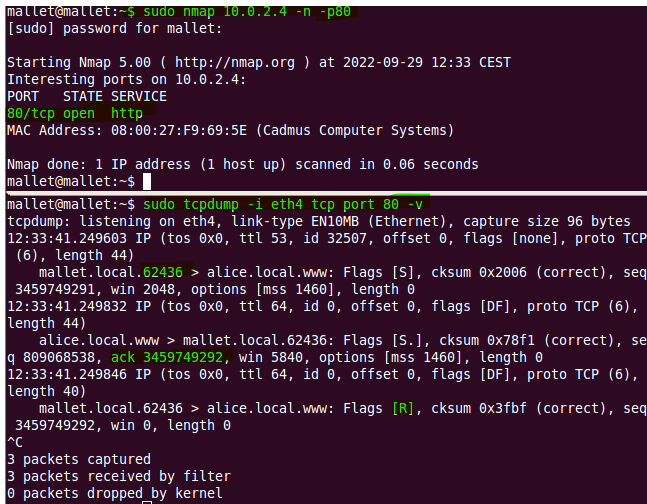 mallet@mallet:~$ sudo nmap 10.0.2.4 -n -p80
[sudo] password for mallet:
Starting Nmap 5.00 ( http://nmap.org ) at 2022-09-29 12:33 CEST
Interesting ports on 10.0.2.4:
PORT   STATE SERVICE
80/tcp open  http
MAC Address: 08:00:27:F9:69:5E (Cadmus Computer Systems)
Nmap done: 1 IP address (1 host up) scanned in 0.06 seconds
mallet@mallet:~$
mallet@mallet:~$ sudo tcpdump -i eth4 tcp port 80 -v
tcpdump: listening on eth4, link-type EN10MB (Ethernet), capture size 96 bytes
12:33:41.249603 IP (tos 0x0, ttl 53, id 32507, offset 0, flags [none], proto TCP
 (6), length 44)
    mallet.local.62436 > alice.local.www: Flags [S], cksum 0x2006 (correct), seq
 3459749291, win 2048, options [mss 1460], length 0
12:33:41.249832 IP (tos 0x0, ttl 64, id 0, offset 0, flags [DF], proto TCP (6),
length 44)
    alice.local.www > mallet.local.62436: Flags [S.], cksum 0x78f1 (correct), se
q 809068538, ack 3459749292, win 5840, options [mss 1460], length 0
12:33:41.249846 IP (tos 0x0, ttl 64, id 0, offset 0, flags [DF], proto TCP (6),
length 40)
    mallet.local.62436 > alice.local.www: Flags [R], cksum 0x3fbf (correct), seq
 3459749292, win 0, length 0
^C
3 packets captured
3 packets received by filter
0 packets dropped by kernel